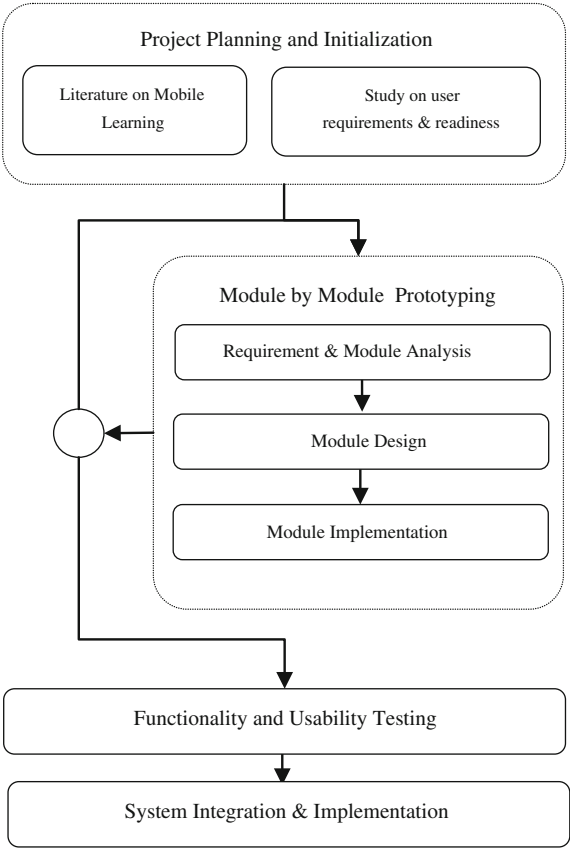 Project Planning and Initialization
Literature on Mobile
Learning
Study on user
requirements & readiness
Module by Module Prototyping
Requirement & Module Analysis
Module Design
Module Implementation
Functionality and Usability Testing
System Integration & Implementation